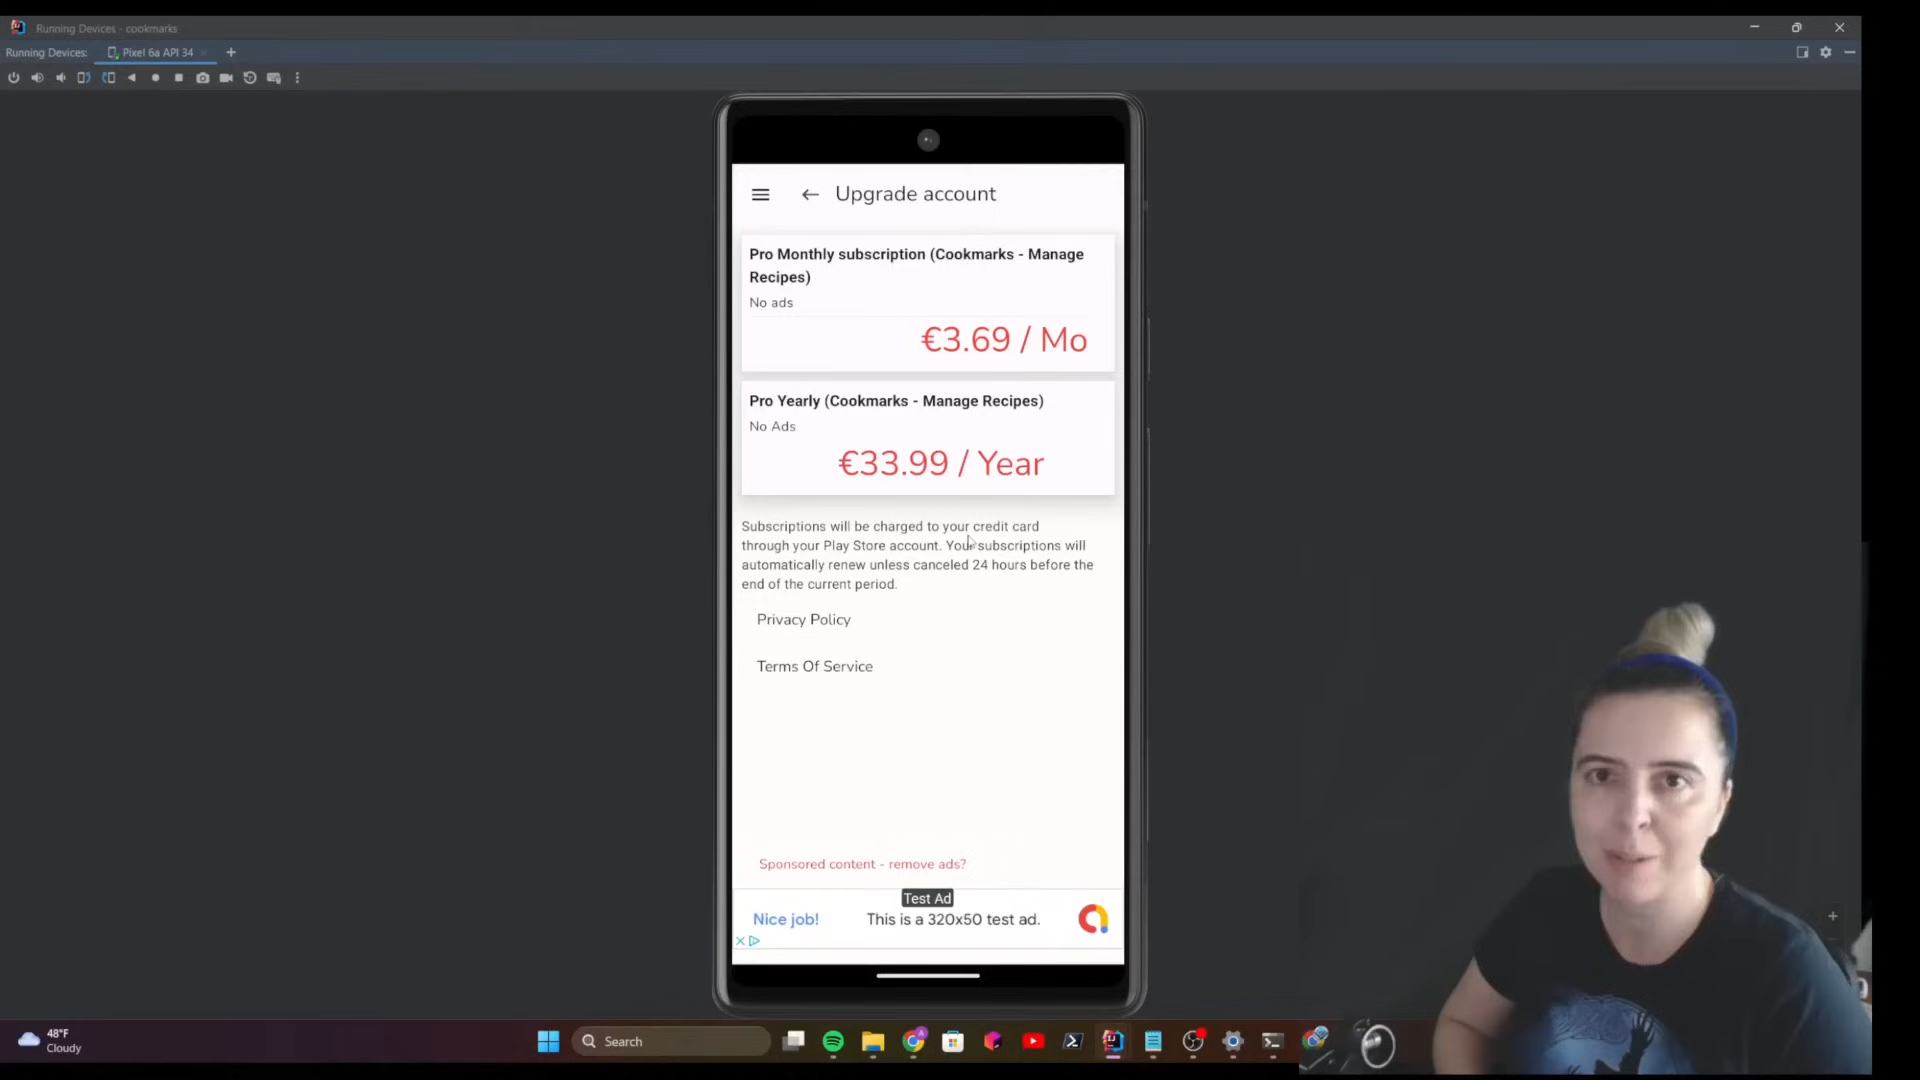 Running Devices - cookmarks
Running Devices:
Pixel 6a API 34
Upgrade account
Pro Monthly subscription (Cookmarks - Manage
Recipes)
No ads
€3.69 / Mo
Pro Yearly (Cookmarks - Manage Recipes)
No Ads
€33.99 / Year
Subscriptions will be charged to your credit card
through your Play Store account. Your subscriptions will
automatically renew unless canceled 24 hours before the
end of the current period.
Privacy Policy
Terms Of Service
Sponsored content - remove ads?
Test Ad
Nice job!
This is a 320x50 test ad.
48°F
Cloudy
Search